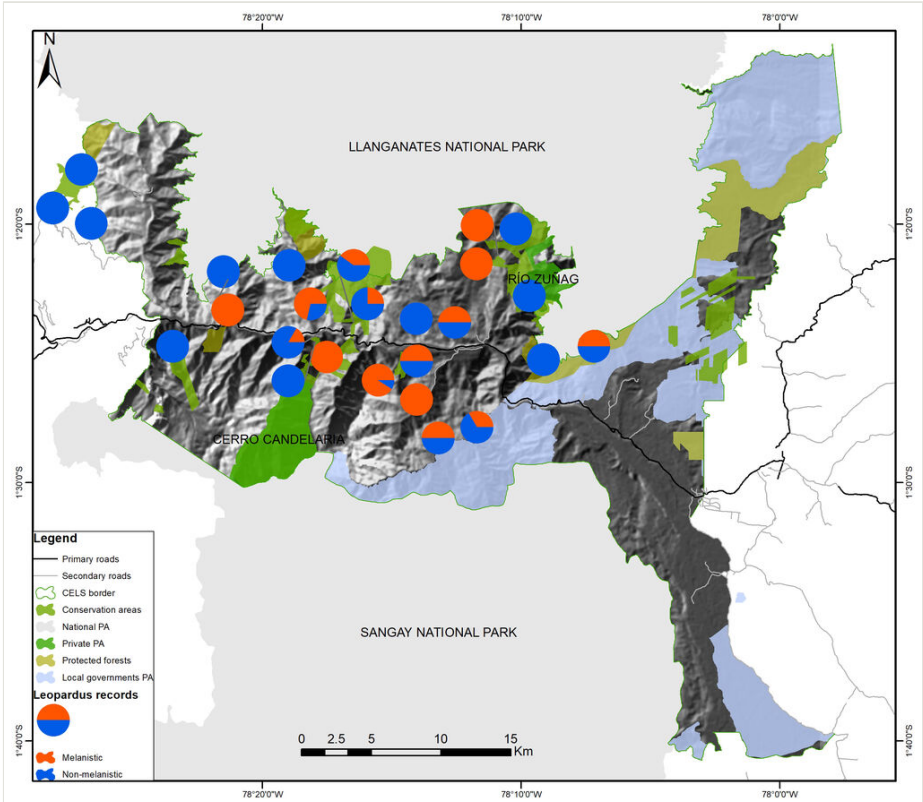 78°20'0"W 78°10'0"W 78°0'0"W
N
LLANGANATES NATIONAL PARK
1°20'0"S 1°20'0"S
RÍO ZUÑAG
CERRO CANDELARIA
1°30'0"S 1°30'0"S
Legend
Primary roads
Secondary roads
CELS border
Conservation areas
National PA
Private PA
Protected forests
Local governments PA
Leopardus records
Melanistic
Non-melanistic
SANGAY NATIONAL PARK
0 2.5 5 10 15
Km
1°40'0"S 1°40'0"S
78°20'0"W 78°10'0"W 78°0'0"W